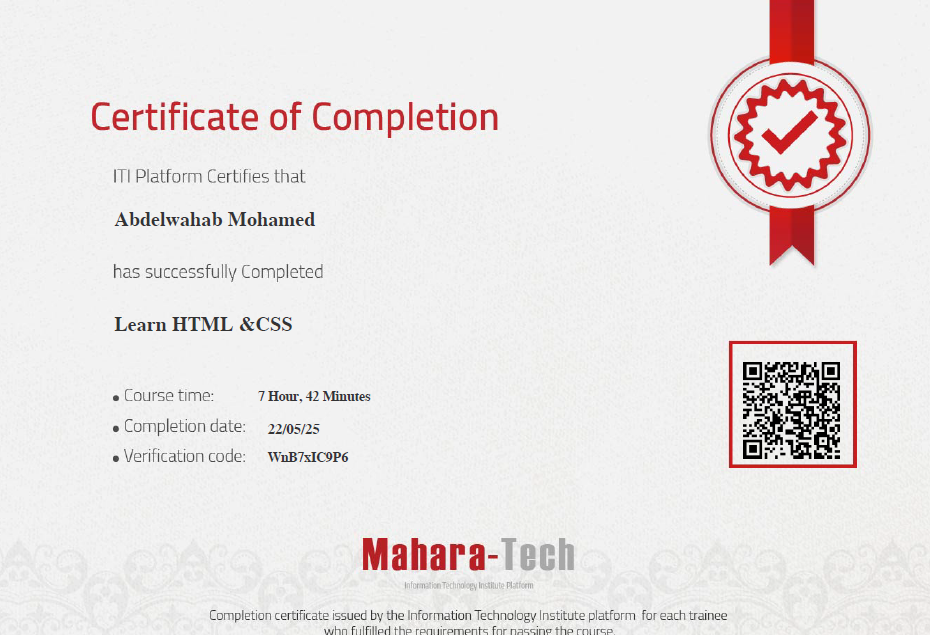 Certificate of Completion
ITI Platform Certifies that
Abdelwahab Mohamed
has successfully Completed
Learn HTML &CSS
• Course time: 7 Hour, 42 Minutes
• Completion date: 22/05/25
• Verification code: WnB7xIC9P6
Mahara-Tech
Information Technology Institute Platform
Completion certificate issued by the Information Technology Institute platform for each trainee
who fulfilled the requirements for passing the course.